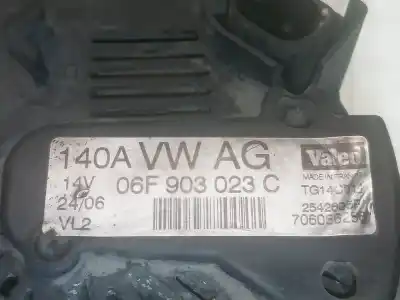 140A VW AG
14V 06F 903 023 C
24/06
VL2
Valeo
MADE IN FRANCE